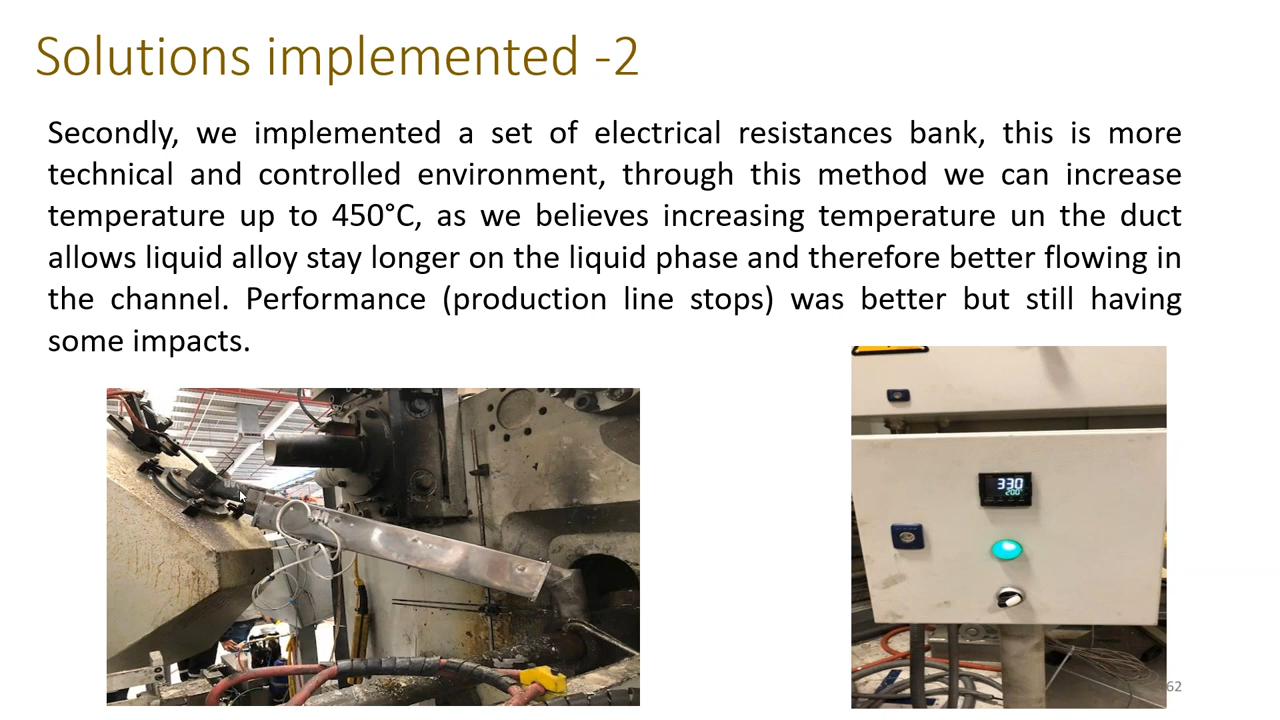 Solutions implemented -2
Secondly, we implemented a set of electrical resistances bank, this is more
technical and controlled environment, through this method we can increase
temperature up to 450°C, as we believes increasing temperature un the duct
allows liquid alloy stay longer on the liquid phase and therefore better flowing in
the channel. Performance (production line stops) was better but still having
some impacts.
330
200
62